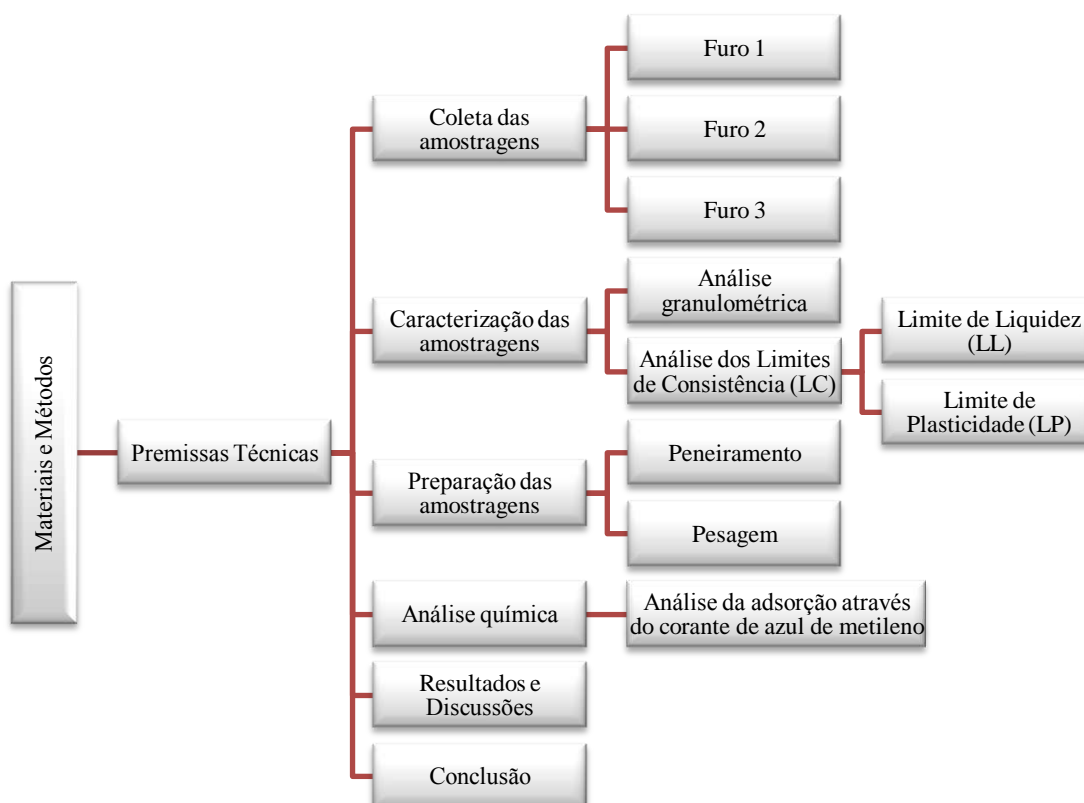 Materiais e Métodos
Premissas Técnicas
Coleta das
amostragens
Furo 1
Furo 2
Furo 3
Caracterização das
amostragens
Análise
granulométrica
Análise dos Limites
de Consistência (LC)
Limite de Liquidez
(LL)
Limite de
Plasticidade (LP)
Preparação das
amostragens
Peneiramento
Pesagem
Análise química
Análise da adsorção através
do corante de azul de metileno
Resultados e
Discussões
Conclusão